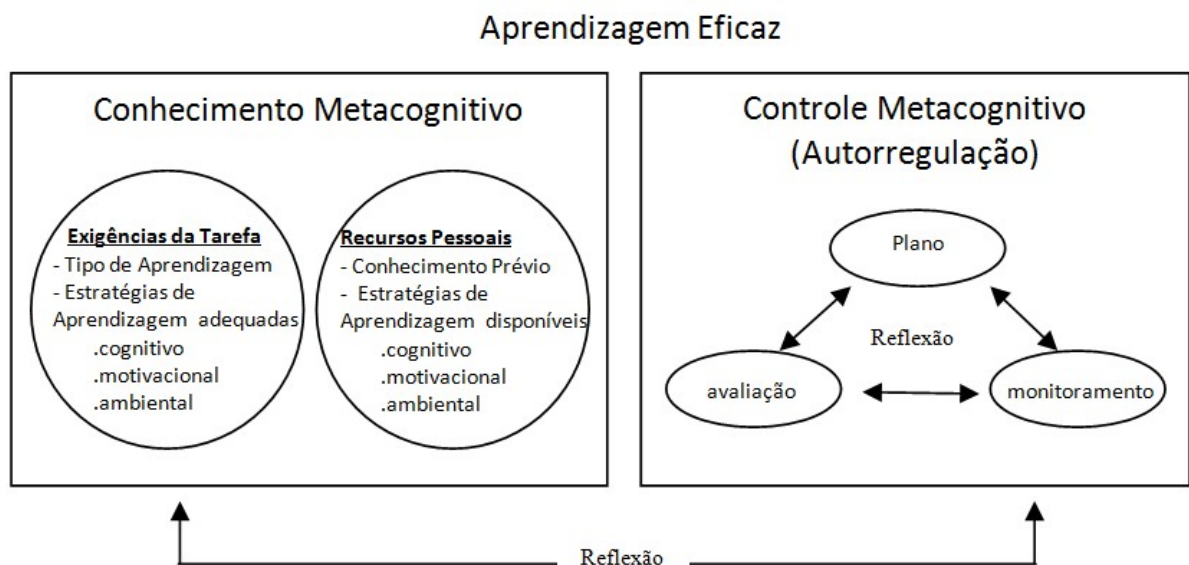 Aprendizagem Eficaz
Conhecimento Metacognitivo
Exigências da Tarefa
- Tipo de Aprendizagem
- Estratégias de
Aprendizagem adequadas
.cognitivo
.motivacional
.ambiental
Recursos Pessoais
- Conhecimento Prévio
- Estratégias de
Aprendizagem disponíveis
.cognitivo
.motivacional
.ambiental
Controle Metacognitivo
(Autorregulação)
Plano
Reflexão
avaliação
monitoramento
Reflexão